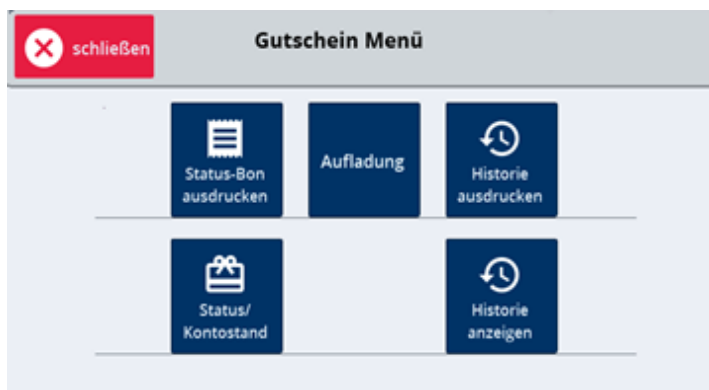 schließen
Gutschein Menü
Status-Bon
ausdrucken
Aufladung
Historie
ausdrucken
Status/
Kontostand
Historie
anzeigen